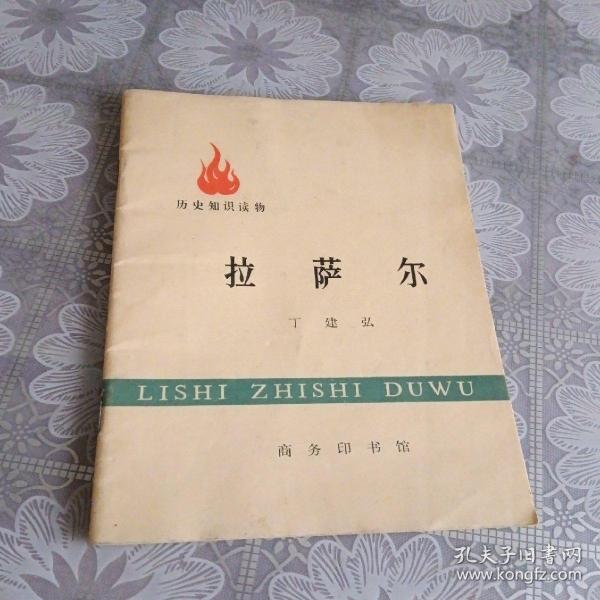 历史知识读物
拉萨尔
丁建弘
LISHI ZHISHI DUWU
商务印书馆
孔夫子旧书网
www.kongfz.com